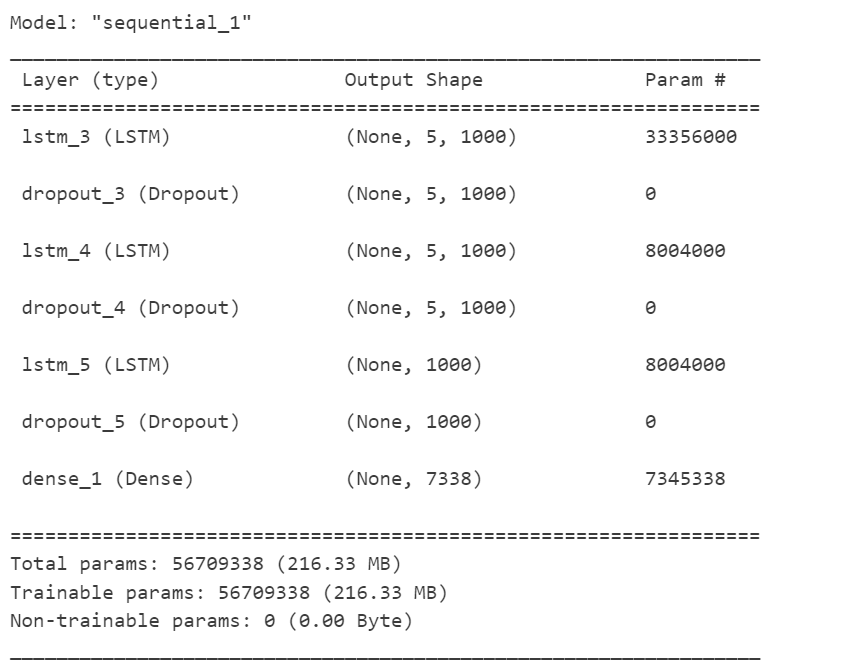 Model: "sequential_1"
Layer (type) Output Shape Param #
lstm_3 (LSTM) (None, 5, 1000) 33356000
dropout_3 (Dropout) (None, 5, 1000) 0
lstm_4 (LSTM) (None, 5, 1000) 8004000
dropout_4 (Dropout) (None, 5, 1000) 0
lstm_5 (LSTM) (None, 1000) 8004000
dropout_5 (Dropout) (None, 1000) 0
dense_1 (Dense) (None, 7338) 7345338
Total params: 56709338 (216.33 MB)
Trainable params: 56709338 (216.33 MB)
Non-trainable params: 0 (0.00 Byte)